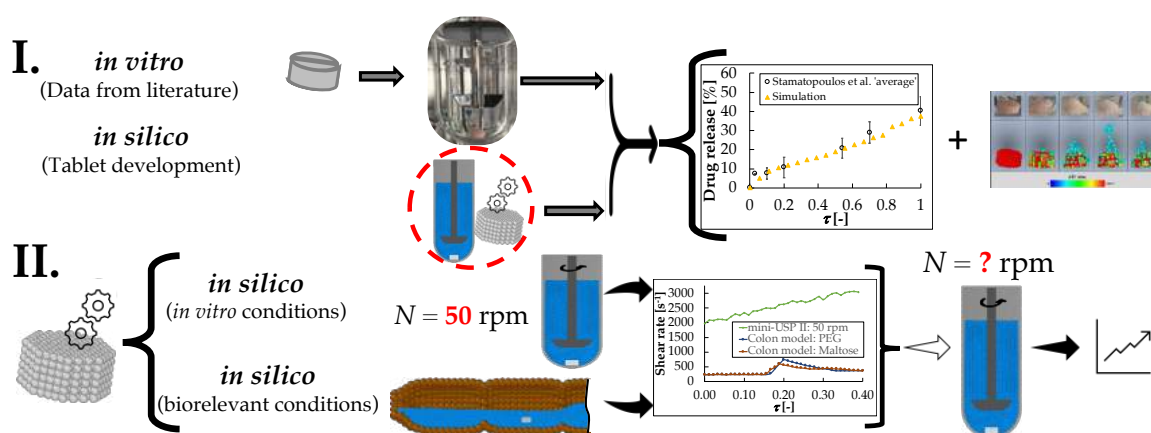 I.
in vitro
(Data from literature)
in silico
(Tablet development)
Drug release [%]
60
50
40
30
20
10
0
Stamatopoulos et al. 'average'
Simulation
0 0.2 0.4 0.6 0.8 1
τ [-]
+
II.
in silico
(in vitro conditions)
in silico
(biorelevant conditions)
N = 50 rpm
Shear rate [s⁻¹]
3000
2500
2000
1500
1000
500
0
mini-USP II: 50 rpm
Colon model: PEG
Colon model: Maltose
0.00 0.10 0.20 0.30 0.40
τ [-]
N = ? rpm